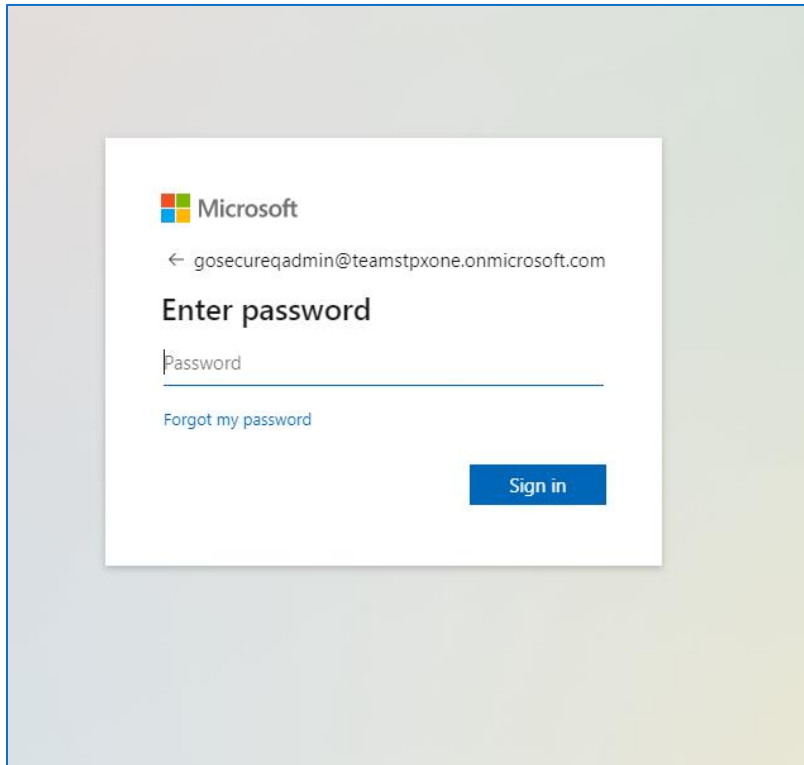 Microsoft
← gosecureqadmin@teamstpxone.onmicrosoft.com
Enter password
Password
Forgot my password
Sign in